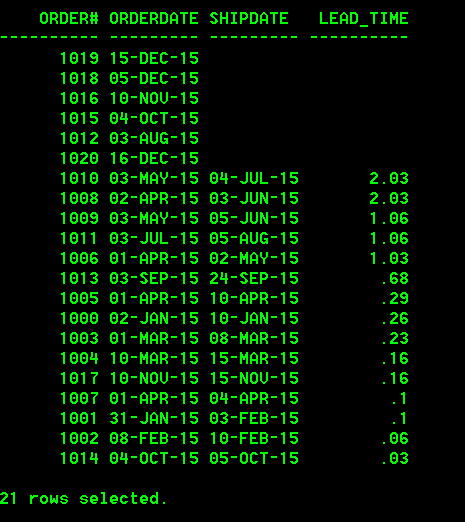 ORDER# ORDERDATE SHIPDATE LEAD_TIME
---------- --------- --------- ----------
1019 15-DEC-15
1018 05-DEC-15
1016 10-NOV-15
1015 04-OCT-15
1012 03-AUG-15
1020 16-DEC-15
1010 03-MAY-15 04-JUL-15 2.03
1008 02-APR-15 03-JUN-15 2.03
1009 03-MAY-15 05-JUN-15 1.06
1011 03-JUL-15 05-AUG-15 1.06
1006 01-APR-15 02-MAY-15 1.03
1013 03-SEP-15 24-SEP-15 .68
1005 01-APR-15 10-APR-15 .29
1000 02-JAN-15 10-JAN-15 .26
1003 01-MAR-15 08-MAR-15 .23
1004 10-MAR-15 15-MAR-15 .16
1017 10-NOV-15 15-NOV-15 .16
1007 01-APR-15 04-APR-15 .1
1001 31-JAN-15 03-FEB-15 .1
1002 08-FEB-15 10-FEB-15 .06
1014 04-OCT-15 05-OCT-15 .03
21 rows selected.